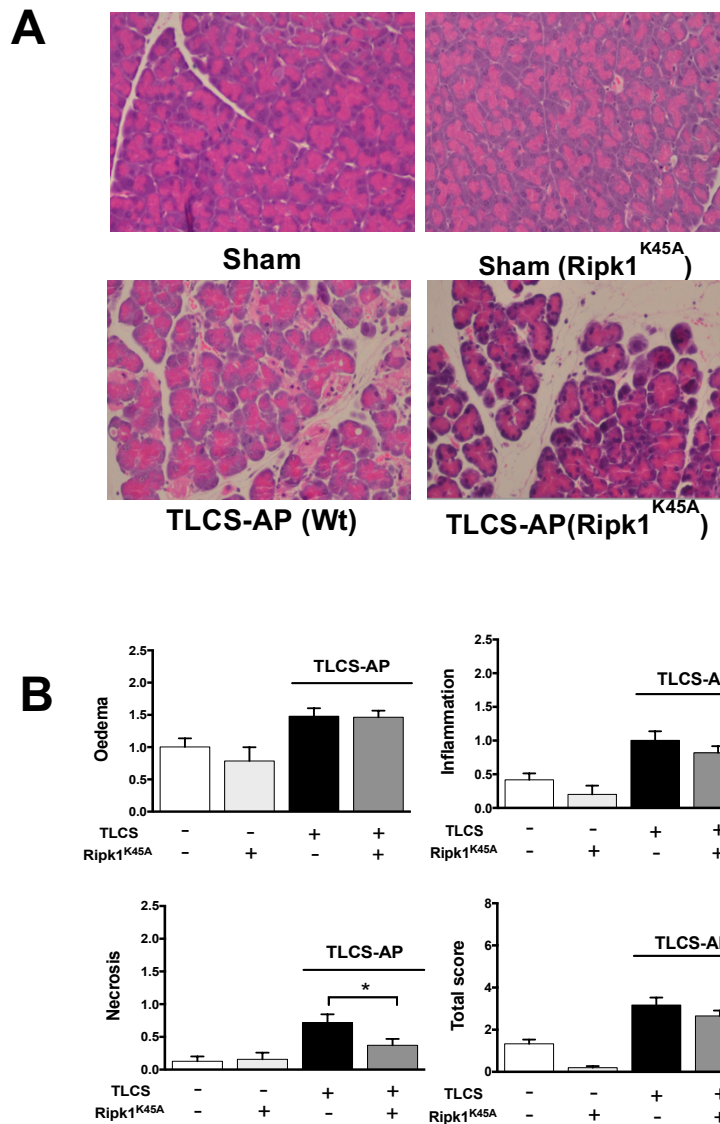 A
Sham
Sham (Ripk1K45A)
TLCS-AP (Wt)
TLCS-AP(Ripk1K45A)
B
Oedema
2.5
2.0
1.5
1.0
0.5
0.0
TLCS-AP
TLCS - - + +
Ripk1K45A - + - +
Inflammation
2.5
2.0
1.5
1.0
0.5
0.0
TLCS-A
TLCS - - + +
Ripk1K45A - + - +
Necrosis
2.5
2.0
1.5
1.0
0.5
0.0
TLCS-AP
*
TLCS - - + +
Ripk1K45A - + - +
Total score
8
6
4
2
0
TLCS-A
TLCS - - + +
Ripk1K45A - + - +